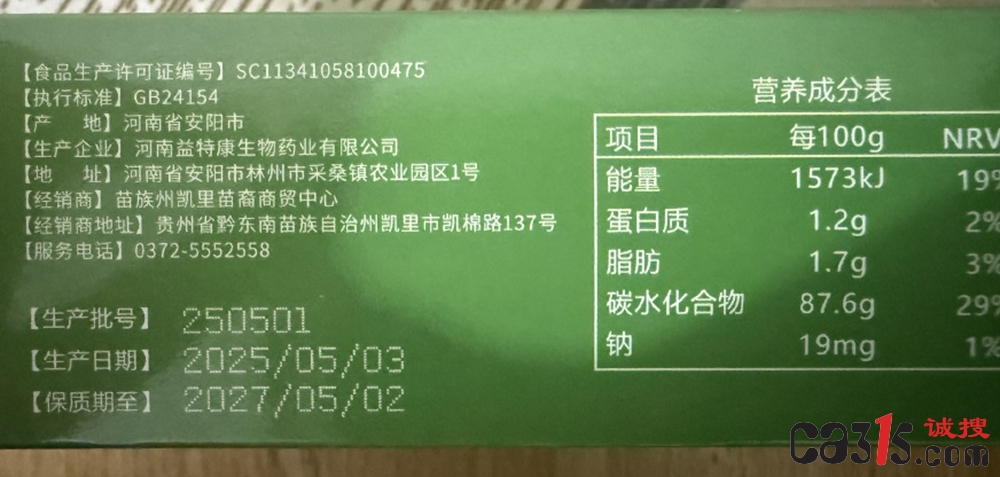 【食品生产许可证编号】SC11341058100475
【执行标准】GB24154
【产 地】河南省安阳市
【生产企业】河南益特康生物药业有限公司
【地 址】河南省安阳市林州市采桑镇农业园区1号
【经销商】苗族州凯里苗裔商贸中心
【经销商地址】贵州省黔东南苗族自治州凯里市凯棉路137号
【服务电话】0372-5552558
【生产批号】 250501
【生产日期】 2025/05/03
【保质期至】 2027/05/02
营养成分表
项目 每100g NRV
能量 1573kJ 19%
蛋白质 1.2g 2%
脂肪 1.7g 3%
碳水化合物 87.6g 29%
钠 19mg 1%
ca315 诚搜 .com